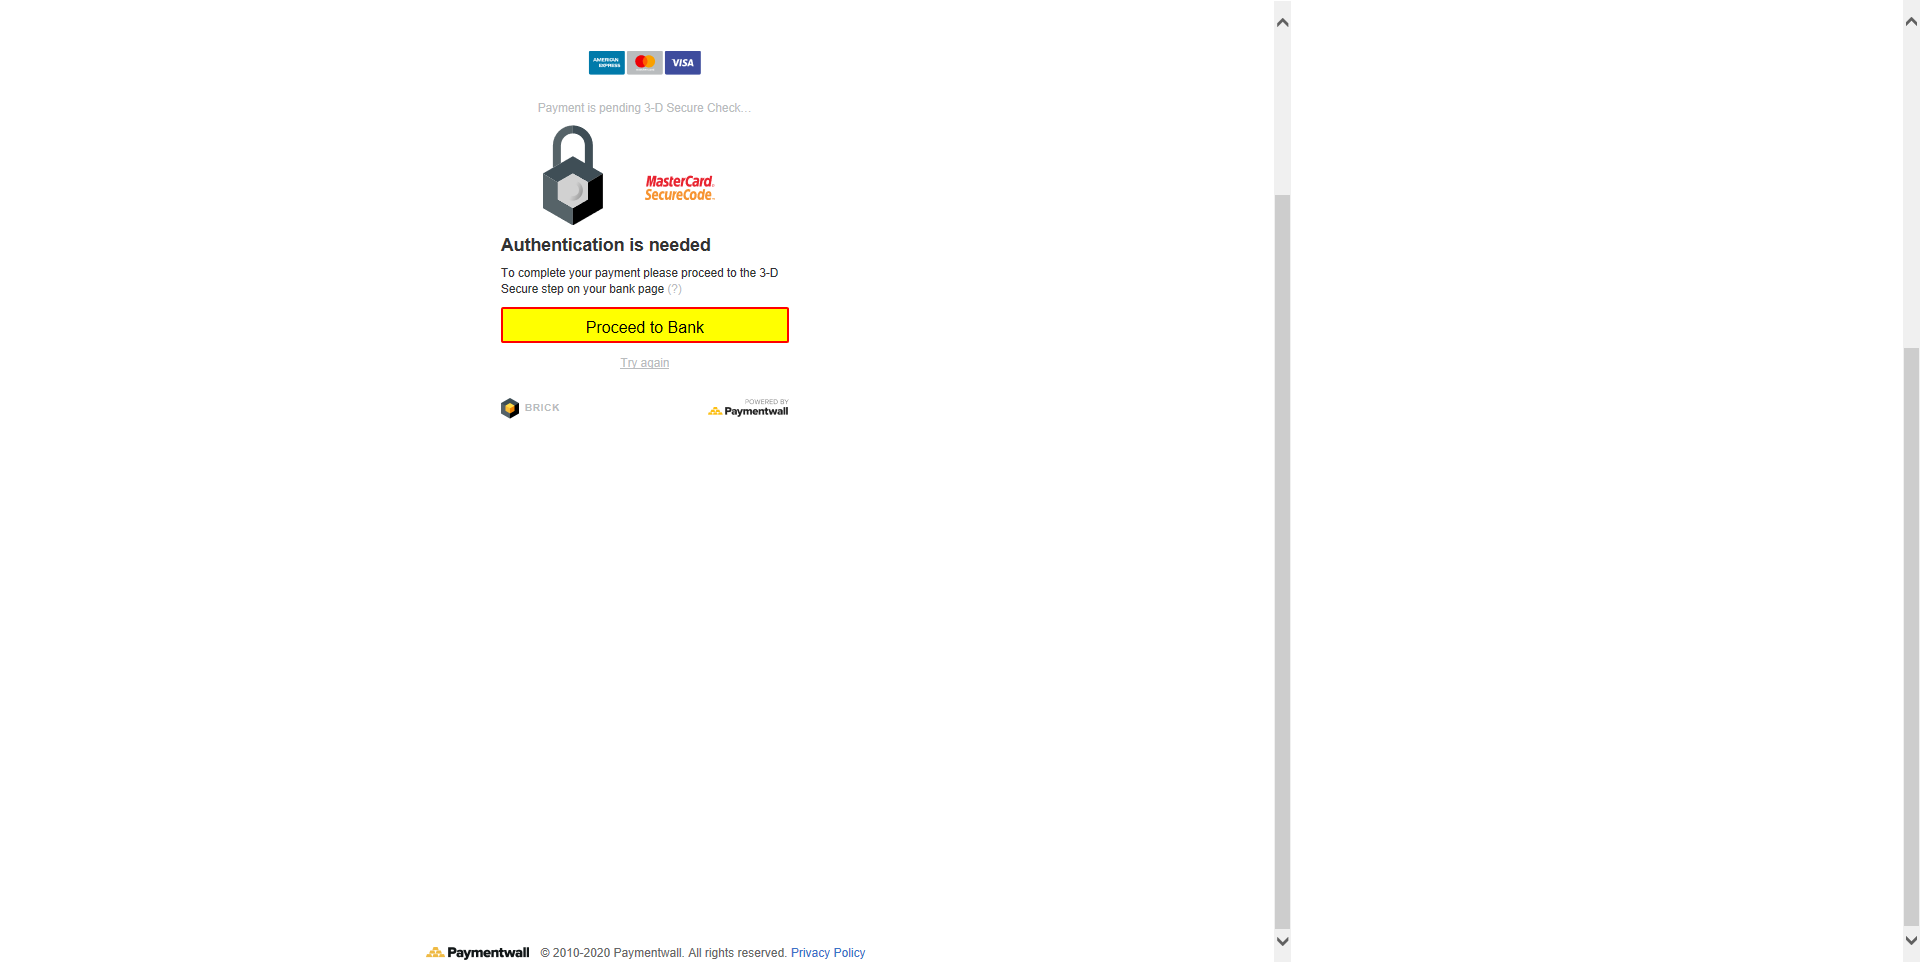 AMERICAN
EXPRESS
VISA
Payment is pending 3-D Secure Check…
MasterCard.
SecureCode.
Authentication is needed
To complete your payment please proceed to the 3-D
Secure step on your bank page (?)
Proceed to Bank
Try again
BRICK
POWERED BY
Paymentwall
Paymentwall © 2010-2020 Paymentwall. All rights reserved. Privacy Policy